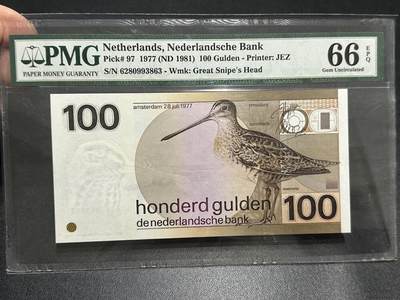 PMG
PAPER MONEY GUARANTY
Netherlands, Nederlandsche Bank
Pick# 97 1977 (ND 1981) 100 Gulden - Printer: JEZ
S/N 6280993863 - Wmk: Great Snipe's Head
66 EPQ
Gem Uncirculated
amsterdam 28 juli 1977
100
honderd gulden
de nederlandsche bank
100